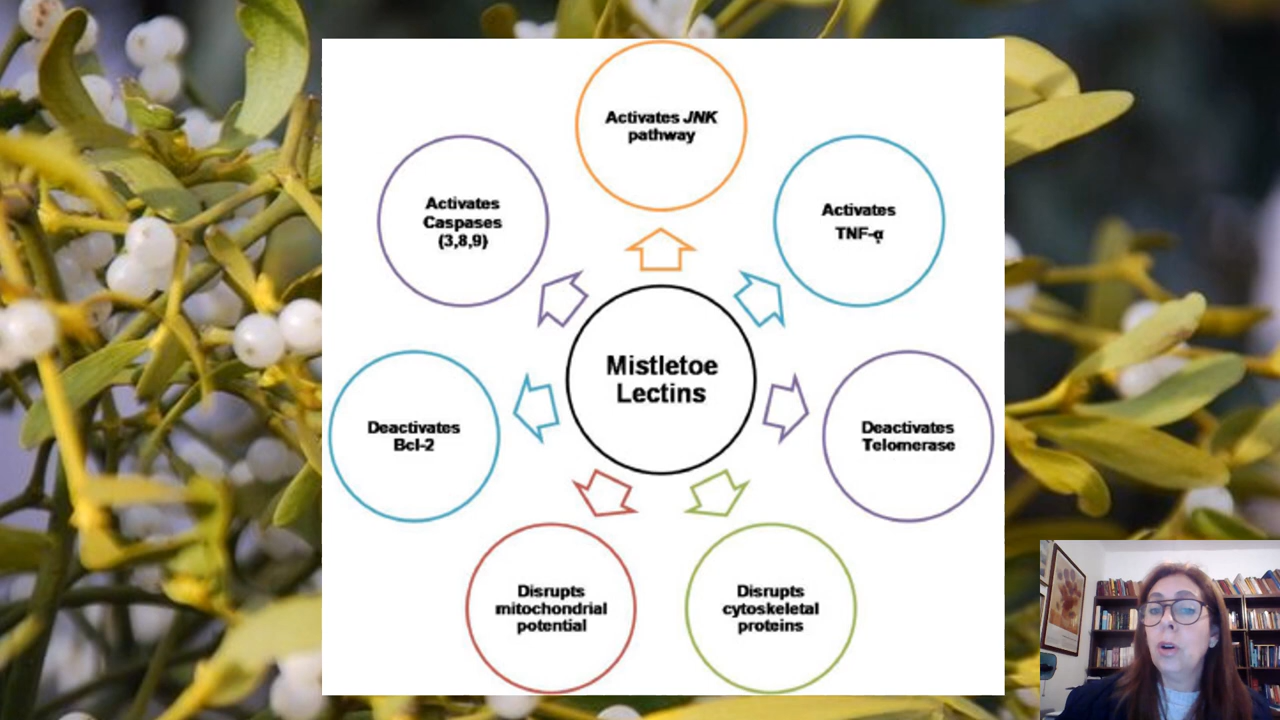 Activates JNK
pathway
Activates
Caspases
(3,8,9)
Activates
TNF-α
Mistletoe
Lectins
Deactivates
Bcl-2
Deactivates
Telomerase
Disrupts
mitochondrial
potential
Disrupts
cytoskeletal
proteins